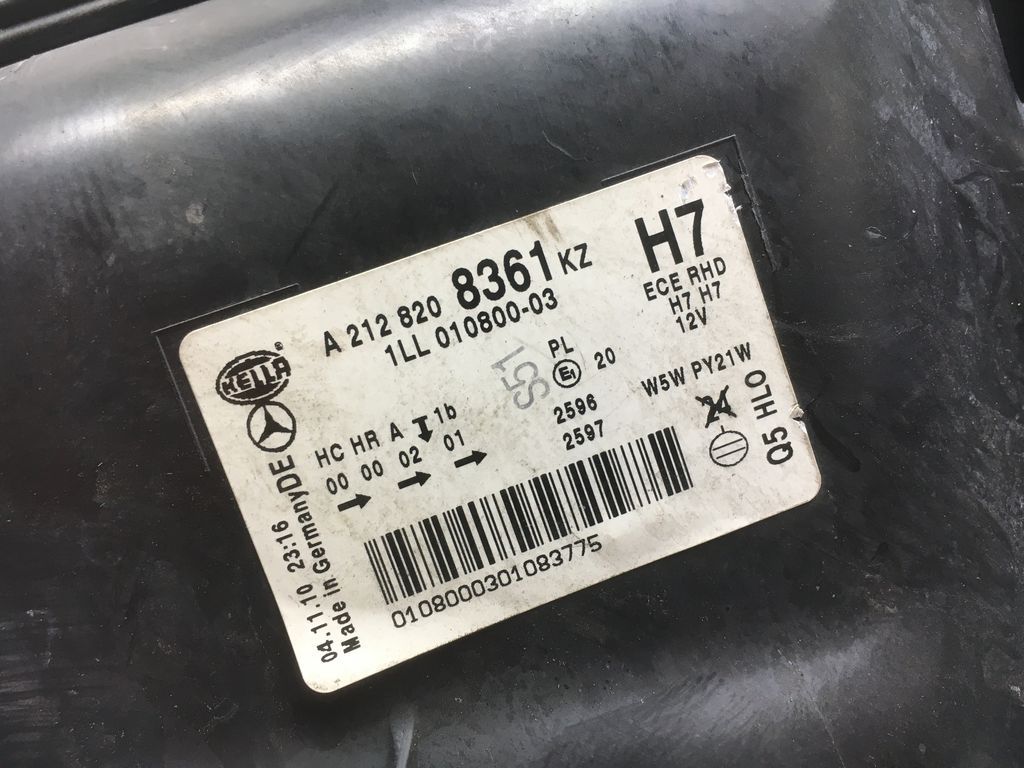 HELLA ®
A 212 820 8361 KZ
1LL 010800-03
H7
ECE RHD
H7 H7
12V
S51
PL
E1 20
2596
2597
W5W PY21W
24
Q5 HLO
HC HR A 1b
00 00 02 01
DE
04.11.10 23:16
Made in Germany
0108000301083775